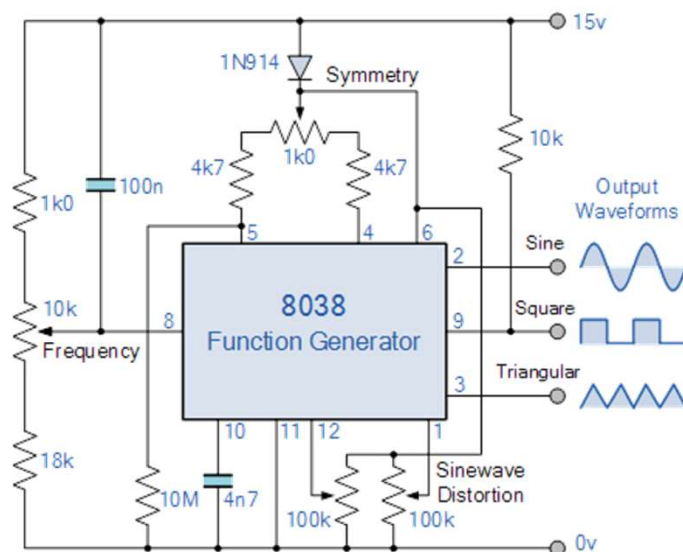 15v
1N914
Symmetry
1k0
4k7
4k7
10k
100n
1k0
Output
Waveforms
5
4
6
2
Sine
10k
8038
Function Generator
8
9
Square
Frequency
3
Triangular
10
11
12
1
18k
10M
4n7
Sinewave
Distortion
100k
100k
0v